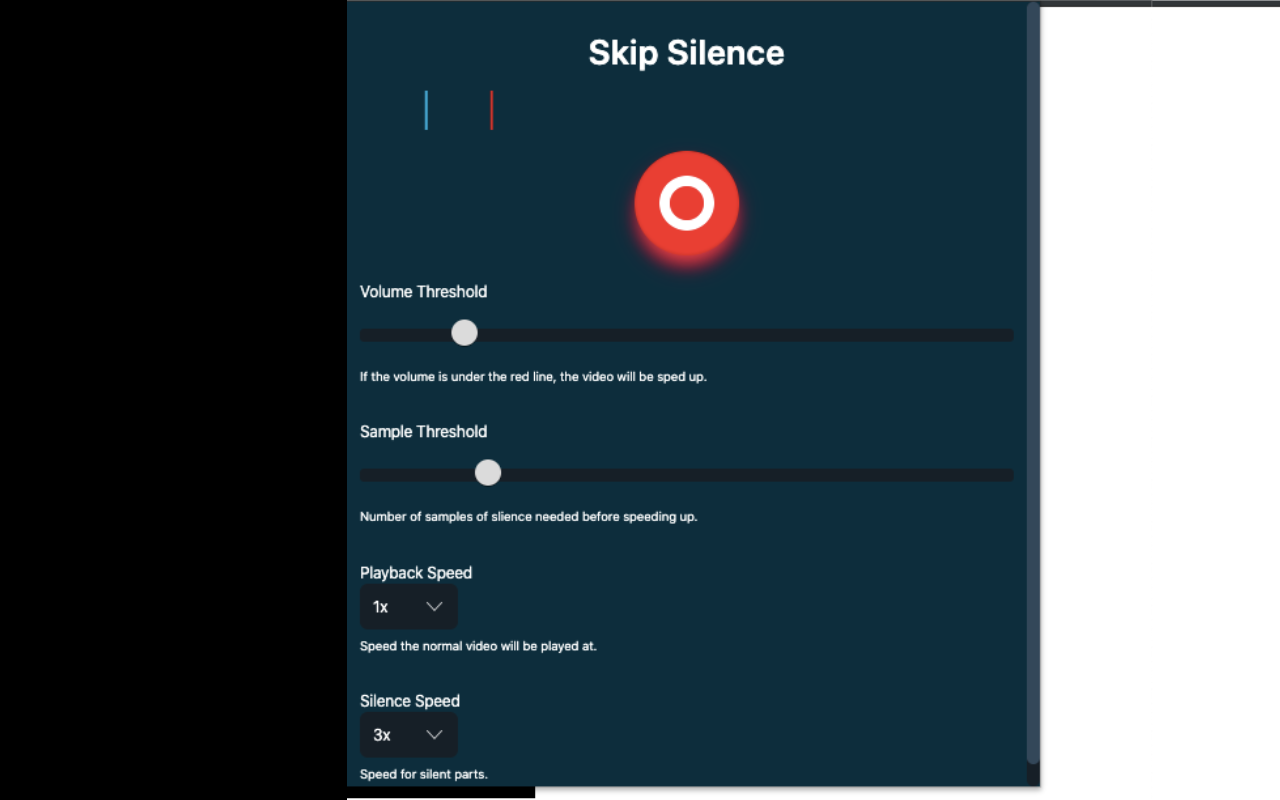 Skip Silence
Volume Threshold
If the volume is under the red line, the video will be sped up.
Sample Threshold
Number of samples of slience needed before speeding up.
Playback Speed
1x
Speed the normal video will be played at.
Silence Speed
3x
Speed for silent parts.